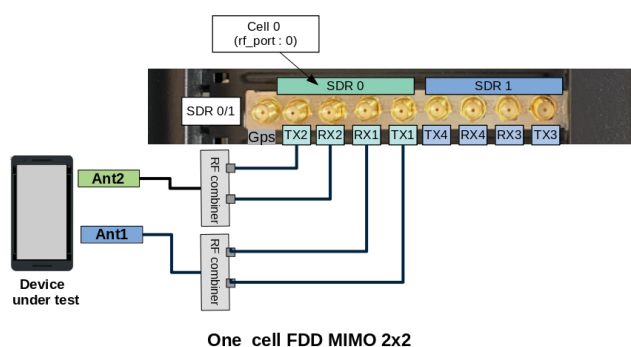 Cell 0
(rf_port : 0)
SDR 0
SDR 1
SDR 0/1
Gps
TX2
RX2
RX1
TX1
TX4
RX4
RX3
TX3
RF combiner
Ant2
Ant1
RF combiner
Device
under test
One cell FDD MIMO 2x2